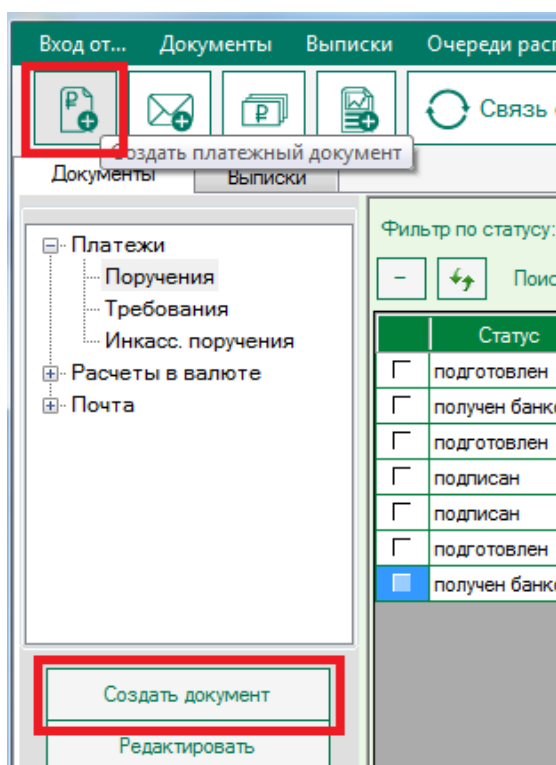 Вход от... Документы Выписки Очереди расп
Связь
Создать платежный документ
Документы Выписки
Фильтр по статусу:
Платежи
Поручения
Требования
Инкасс. поручения
Расчеты в валюте
Почта
Поис
Статус
подготовлен
получен банко
подготовлен
подписан
подписан
подготовлен
получен банко
Создать документ
Редактировать